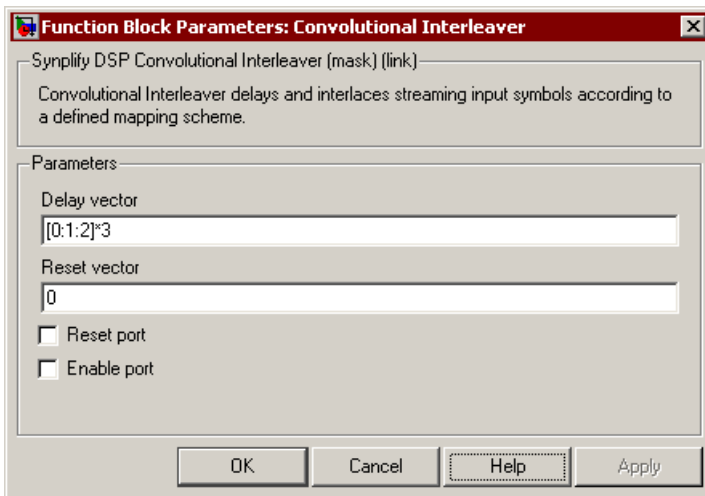 Function Block Parameters: Convolutional Interleaver
Synplify DSP Convolutional Interleaver (mask) (link)
Convolutional Interleaver delays and interlaces streaming input symbols according to
a defined mapping scheme.
Parameters
Delay vector
[0:1:2]*3
Reset vector
0
Reset port
Enable port
OK Cancel Help Apply